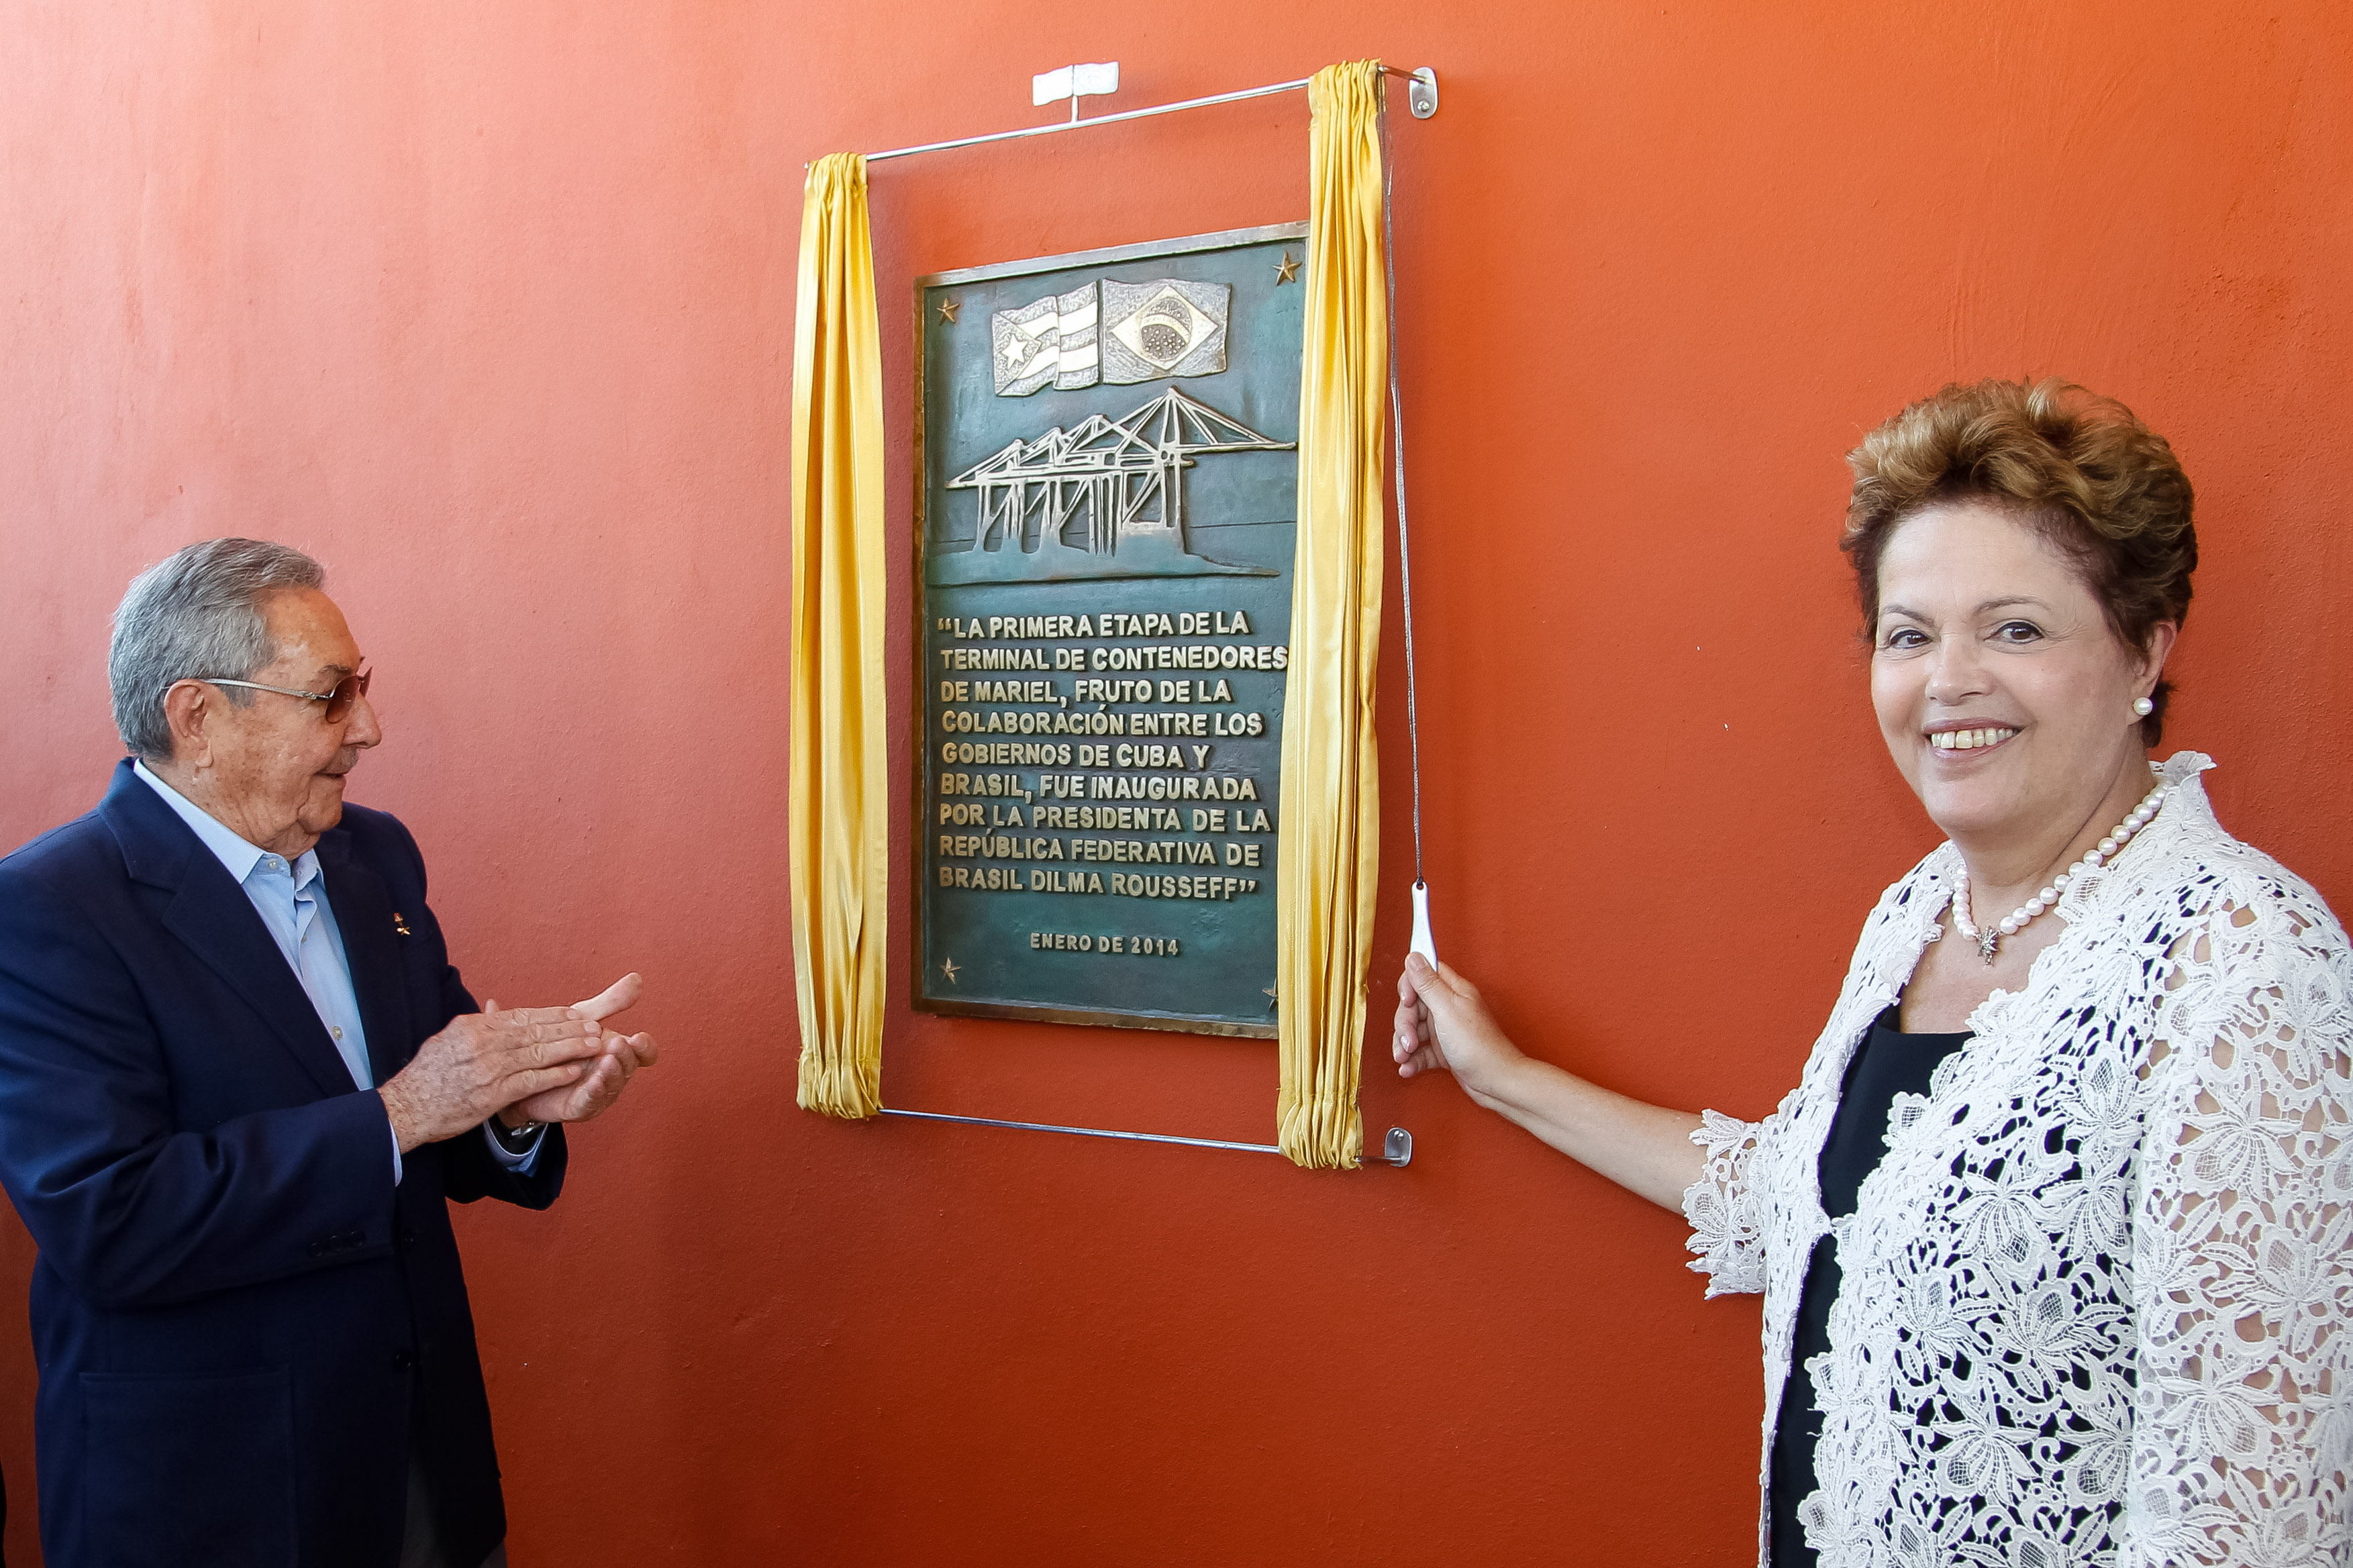 “LA PRIMERA ETAPA DE LA
TERMINAL DE CONTENEDORES
DE MARIEL, FRUTO DE LA
COLABORACIÓN ENTRE LOS
GOBIERNOS DE CUBA Y
BRASIL, FUE INAUGURADA
POR LA PRESIDENTA DE LA
REPÚBLICA FEDERATIVA DE
BRASIL DILMA ROUSSEFF”
ENERO DE 2014